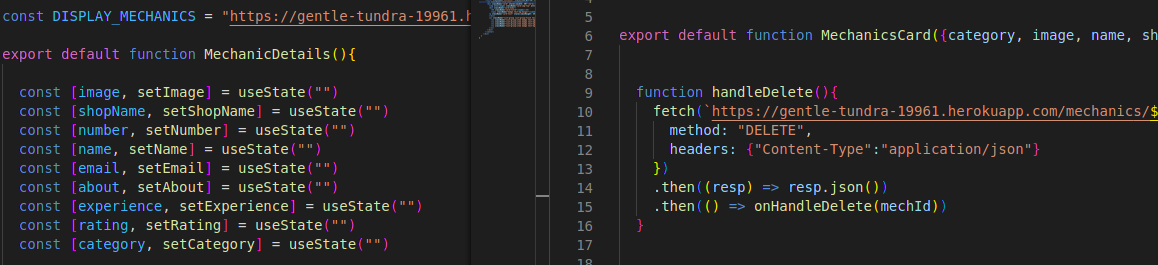 const DISPLAY_MECHANICS = "https://gentle-tundra-19961.h
export default function MechanicDetails(){
const [image, setImage] = useState("")
const [shopName, setShopName] = useState("")
const [number, setNumber] = useState("")
const [name, setName] = useState("")
const [email, setEmail] = useState("")
const [about, setAbout] = useState("")
const [experience, setExperience] = useState("")
const [rating, setRating] = useState("")
const [category, setCategory] = useState("")
5
6 export default function MechanicsCard({category, image, name, sh
7
8
9 function handleDelete(){
10 fetch(`https://gentle-tundra-19961.herokuapp.com/mechanics/$
11 method: "DELETE",
12 headers: {"Content-Type":"application/json"}
13 })
14 .then((resp) => resp.json())
15 .then(() => onHandleDelete(mechId))
16 }
17
18